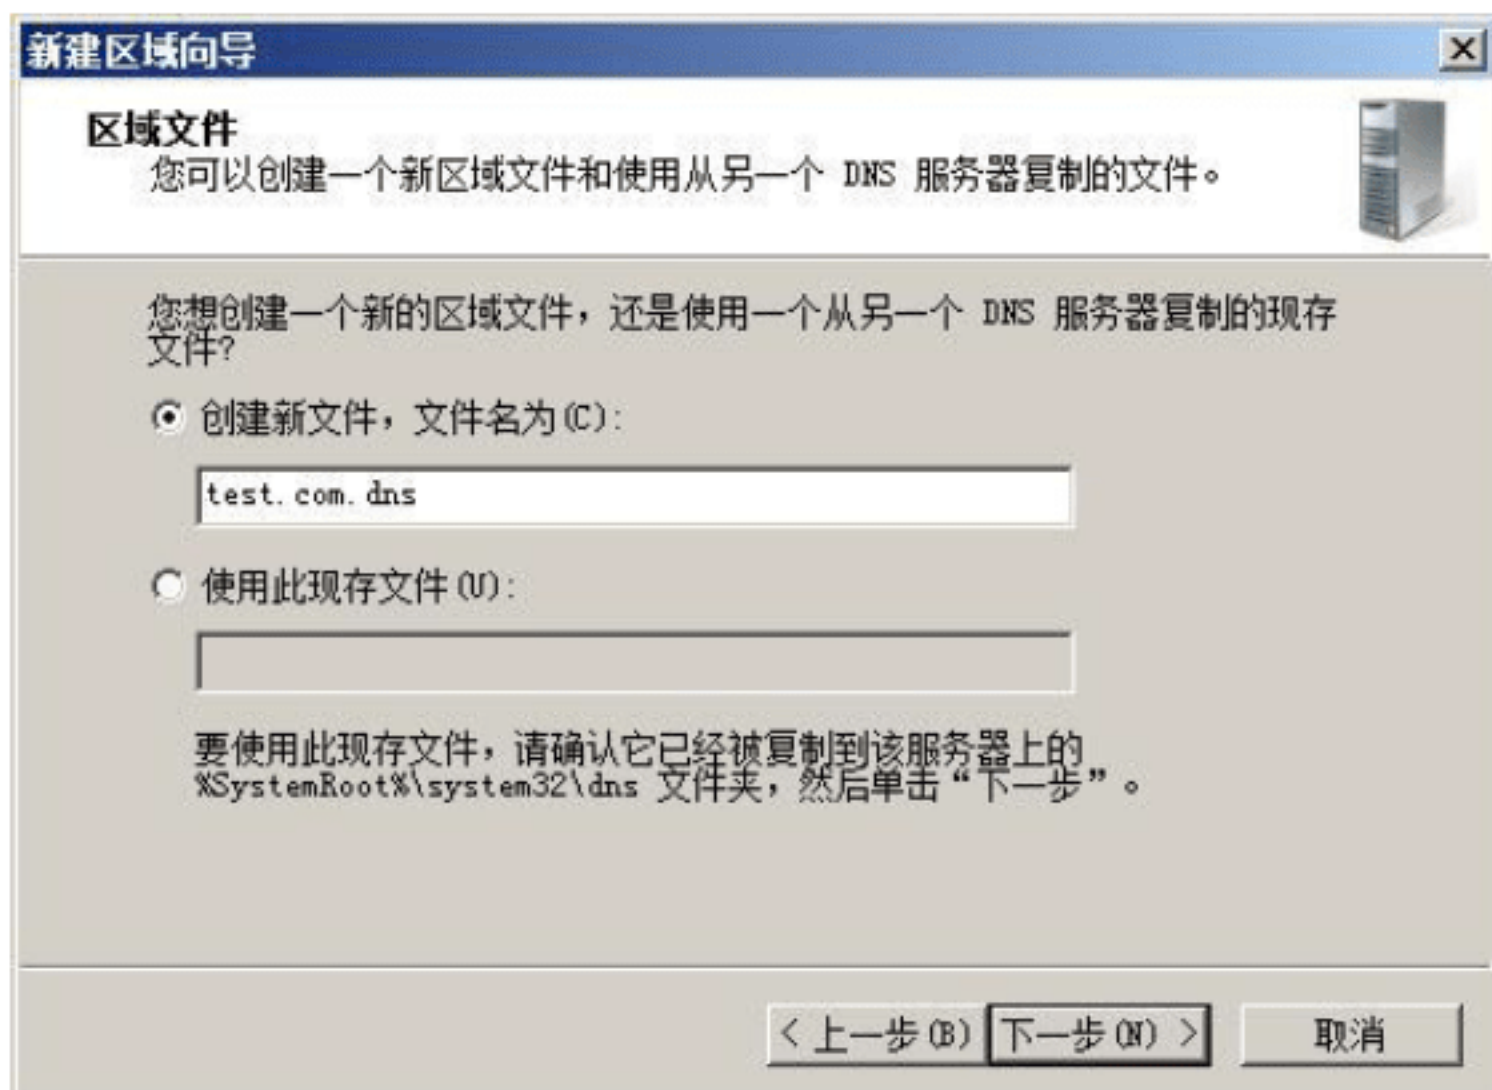 新建区域向导
区域文件
您可以创建一个新区域文件和使用从另一个 DNS 服务器复制的文件。
您想创建一个新的区域文件，还是使用一个从另一个 DNS 服务器复制的现存
文件?
创建新文件，文件名为(C):
test.com.dns
使用此现存文件(U):
要使用此现存文件，请确认它已经被复制到该服务器上的
%SystemRoot%\system32\dns 文件夹，然后单击“下一步”。
< 上一步(B) 下一步(N) > 取消